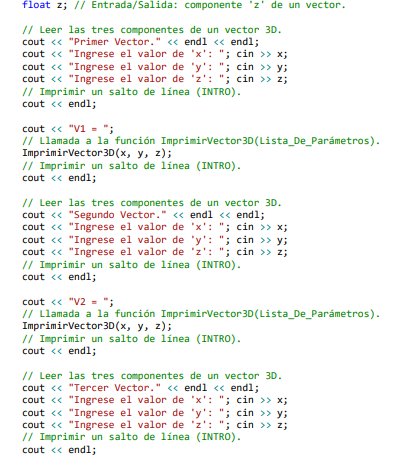 float z; // Entrada/Salida: componente 'z' de un vector.
// Leer las tres componentes de un vector 3D.
cout << "Primer Vector." << endl << endl;
cout << "Ingrese el valor de 'x': "; cin >> x;
cout << "Ingrese el valor de 'y': "; cin >> y;
cout << "Ingrese el valor de 'z': "; cin >> z;
// Imprimir un salto de línea (INTRO).
cout << endl;
cout << "V1 = ";
// Llamada a la función ImprimirVector3D(Lista_De_Parámetros).
ImprimirVector3D(x, y, z);
// Imprimir un salto de línea (INTRO).
cout << endl;
// Leer las tres componentes de un vector 3D.
cout << "Segundo Vector." << endl << endl;
cout << "Ingrese el valor de 'x': "; cin >> x;
cout << "Ingrese el valor de 'y': "; cin >> y;
cout << "Ingrese el valor de 'z': "; cin >> z;
// Imprimir un salto de línea (INTRO).
cout << endl;
cout << "V2 = ";
// Llamada a la función ImprimirVector3D(Lista_De_Parámetros).
ImprimirVector3D(x, y, z);
// Imprimir un salto de línea (INTRO).
cout << endl;
// Leer las tres componentes de un vector 3D.
cout << "Tercer Vector." << endl << endl;
cout << "Ingrese el valor de 'x': "; cin >> x;
cout << "Ingrese el valor de 'y': "; cin >> y;
cout << "Ingrese el valor de 'z': "; cin >> z;
// Imprimir un salto de línea (INTRO).
cout << endl;